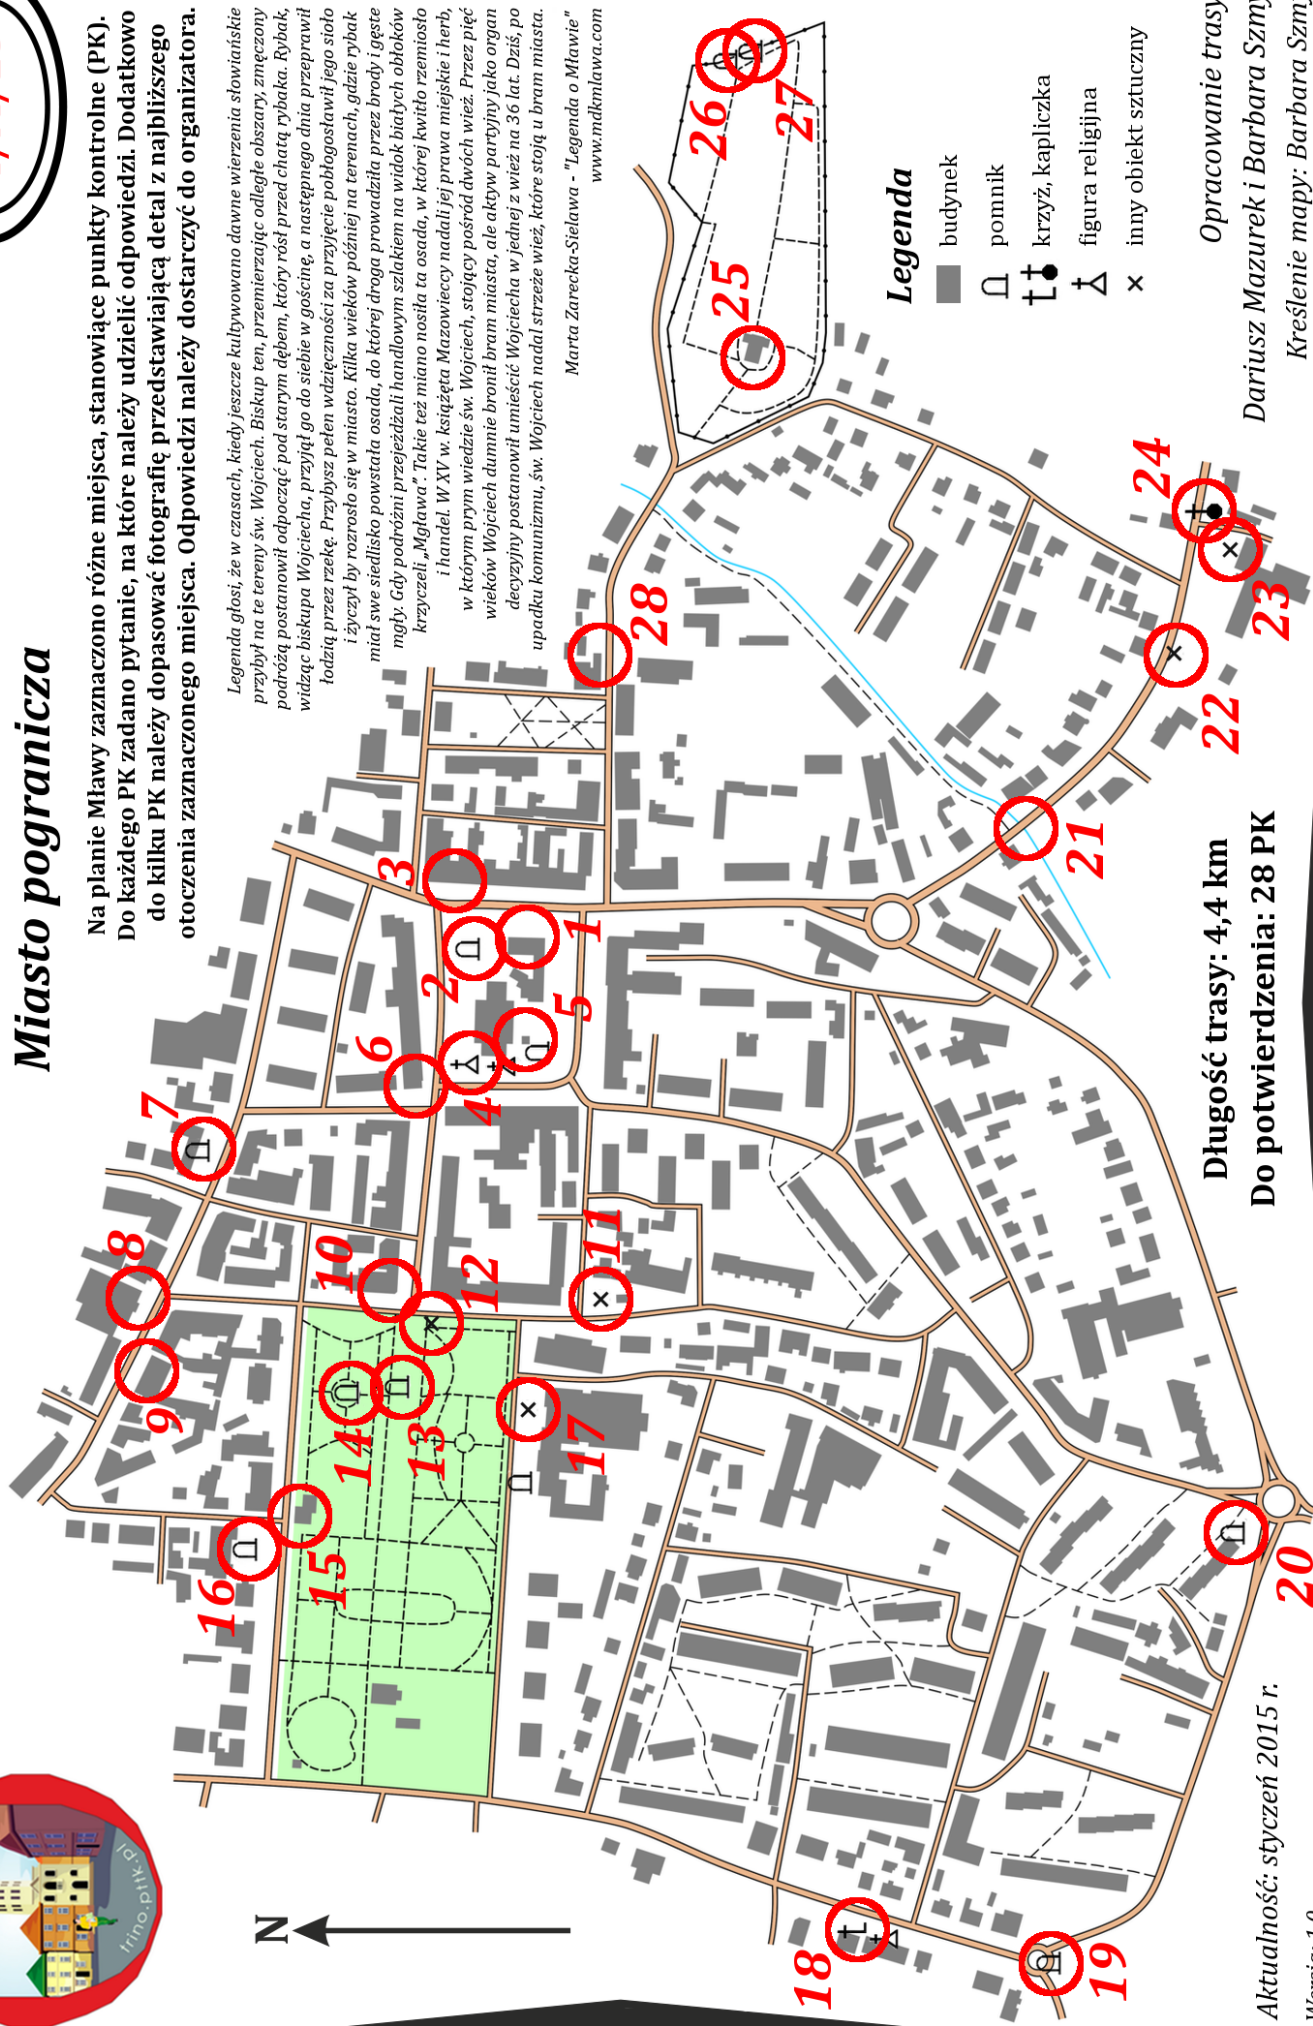 Miasto pogranicza
Na planie Mławy zaznaczono różne miejsca, stanowiące punkty kontrolne (PK).
Do każdego PK zadano pytanie, na które należy udzielić odpowiedzi. Dodatkowo
do kilku PK należy dopasować fotografię przedstawiającą detal z najbliższego
otoczenia zaznaczonego miejsca. Odpowiedzi należy dostarczyć do organizatora.
Legenda głosi, że w czasach, kiedy jeszcze kultywowano dawne wierzenia słowiańskie
przybył na te tereny św. Wojciech. Biskup ten, przemierzając odległe obszary, zmęczony
podróżą postanowił odpocząć pod starym dębem, który rósł przed chatą rybaka. Rybak,
widząc biskupa Wojciecha, przyjął go do siebie w gościnę, a następnego dnia przeprawił
łodzią przez rzekę. Przybysz pełen wdzięczności za przyjęcie pobłogosławił jego sioło
i życzył by rozrosło się w miasto. Kilka wieków później na terenach, gdzie rybak
miał swe siedlisko powstała osada, do której droga prowadziła przez brody i gęste
mgły. Gdy podróżni przejeżdżali handlowym szlakiem na widok białych obłoków
krzyczeli „Mgława". Takie też miano nosiła ta osada, w której kwitło rzemiosło
i handel. W XV w. książęta Mazowieccy nadali jej prawa miejskie i herb,
w którym prym wiedzie św. Wojciech, stojący pośród dwóch wież. Przez pięć
wieków Wojciech dumnie bronił bram miasta, ale aktyw partyjny jako organ
decyzyjny postanowił umieścić Wojciecha w jednej z wież na 36 lat. Dziś, po
upadku komunizmu, św. Wojciech nadal strzeże wież, które stoją u bram miasta.
Marta Zarecka-Sielawa - "Legenda o Mławie"
www.mdkmlawa.com
trino.pttk.pl
N
1
2
3
4
5
6
7
8
9
10
11
12
13
14
15
16
17
18
19
20
21
22
23
24
25
26
27
28
Legenda
budynek
pomnik
krzyż, kapliczka
figura religijna
inny obiekt sztuczny
Długość trasy: 4,4 km
Do potwierdzenia: 28 PK
Opracowanie trasy
Dariusz Mazurek i Barbara Szmy
Kreślenie mapy: Barbara Szmy
Aktualność: styczeń 2015 r.